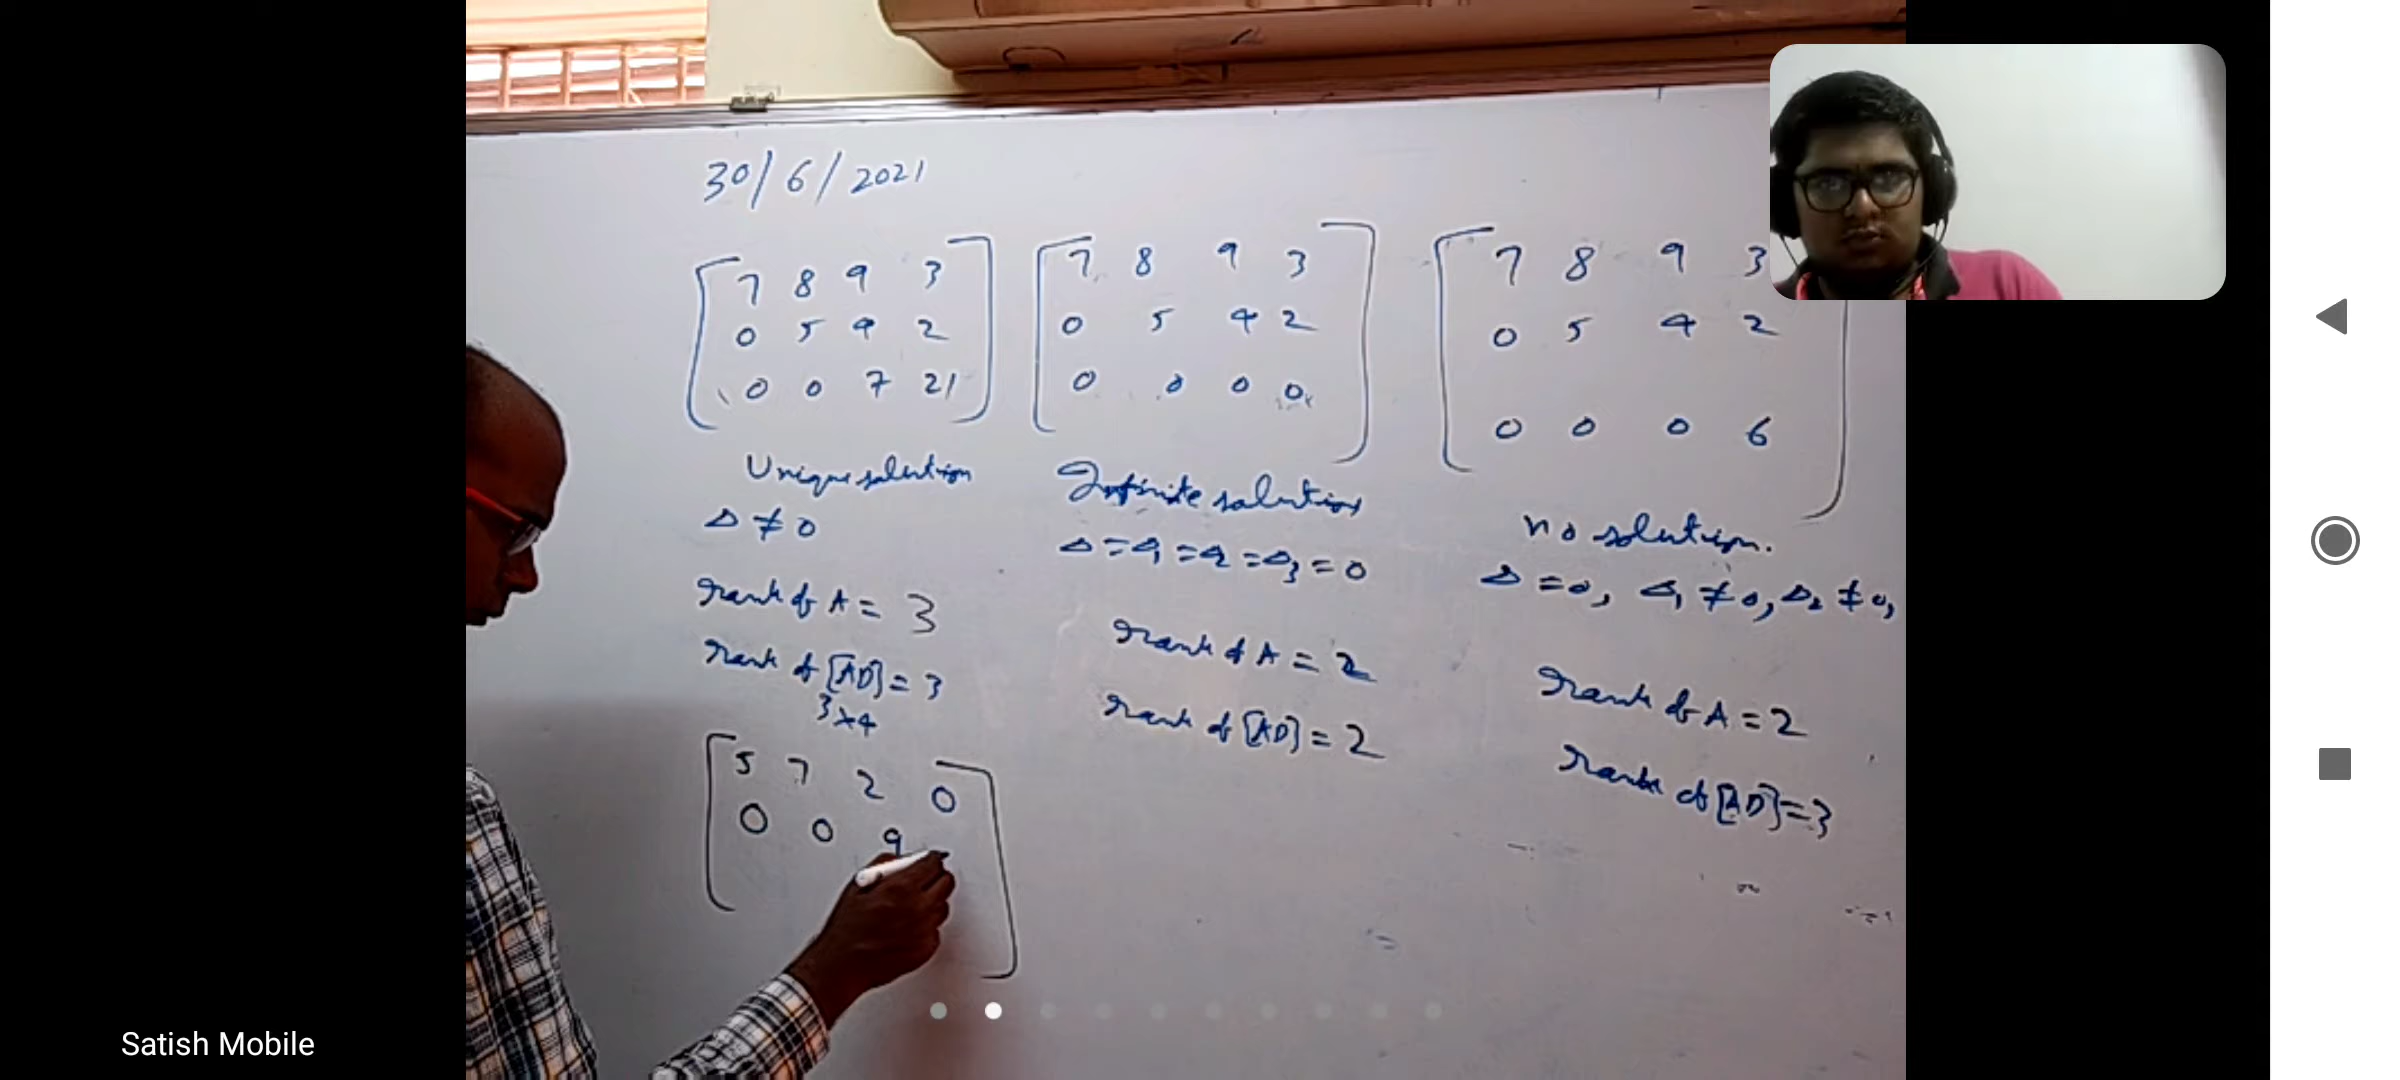 30/6/2021
7 8 9 3
0 5 4 2
0 0 7 21
Unique solution
Δ ≠ 0
rank of A = 3
rank of [AD] = 3
3×4
5 7 2 0
0 0 9
7 8 9 3
0 5 4 2
0 0 0 0
Infinite solutions
Δ = Δ1 = Δ2 = Δ3 = 0
rank of A = 2
rank of [AD] = 2
7 8 9 3
0 5 4 2
0 0 0 6
no solution.
Δ = 0, Δ1 ≠ 0, Δ2 ≠ 0,
rank of A = 2
rank of [AD] = 3
Satish Mobile